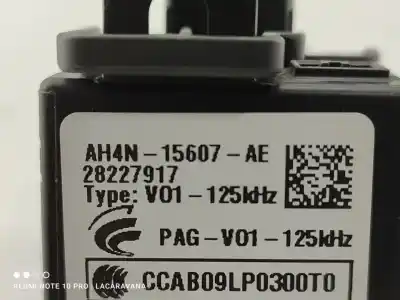 AH4N-15607-AE
28227917
Type: V01-125kHz
PAG-V01-125kHz
CCAB09LP0300T0
REDMI NOTE 10 PRO | LACARAVANA